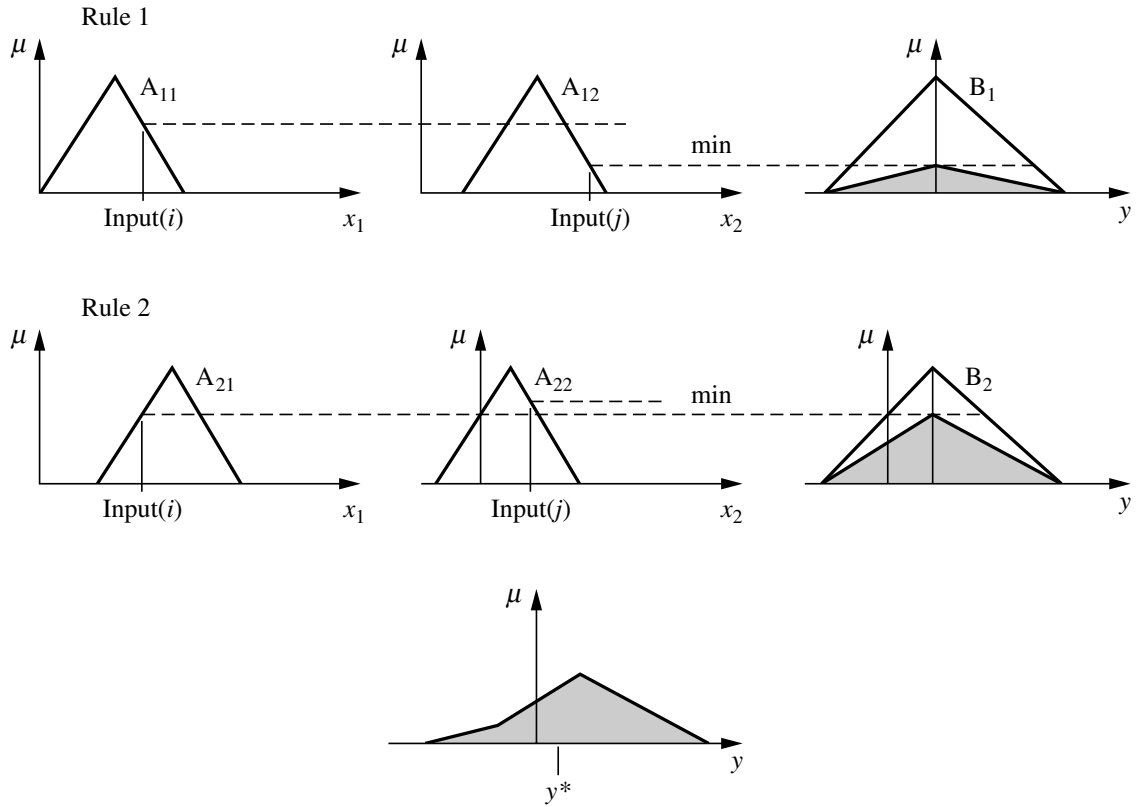 Rule 1
μ μ μ
A₁₁ A₁₂ B₁
min
Input(i) x₁ Input(j) x₂ y
Rule 2
μ μ μ
A₂₁ A₂₂ B₂
min
Input(i) x₁ Input(j) x₂ y
μ
y
y*